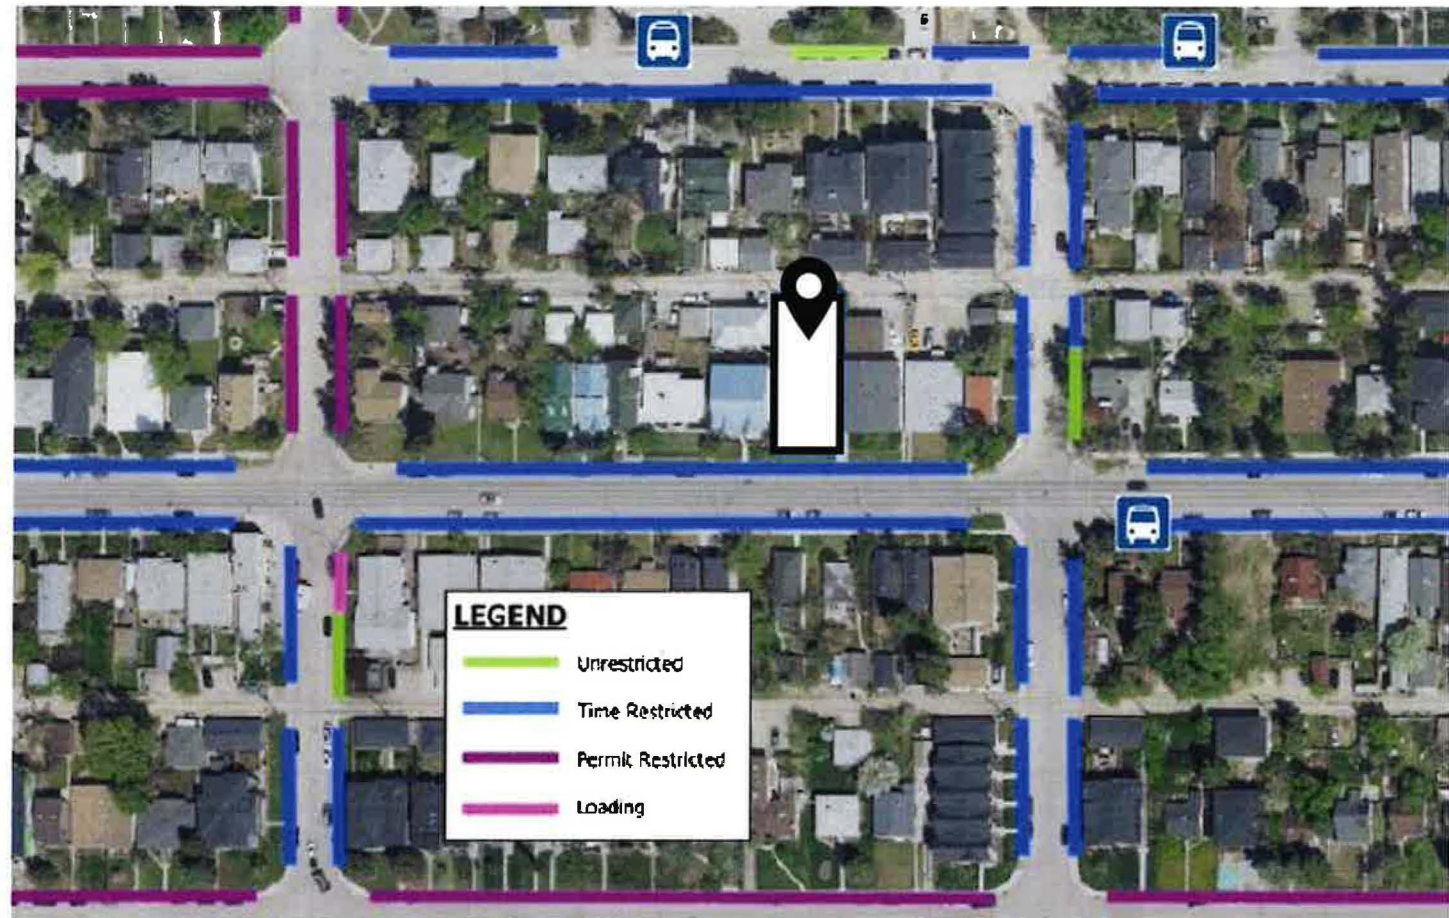 LEGEND
Unrestricted
Time Restricted
Permit Restricted
Loading